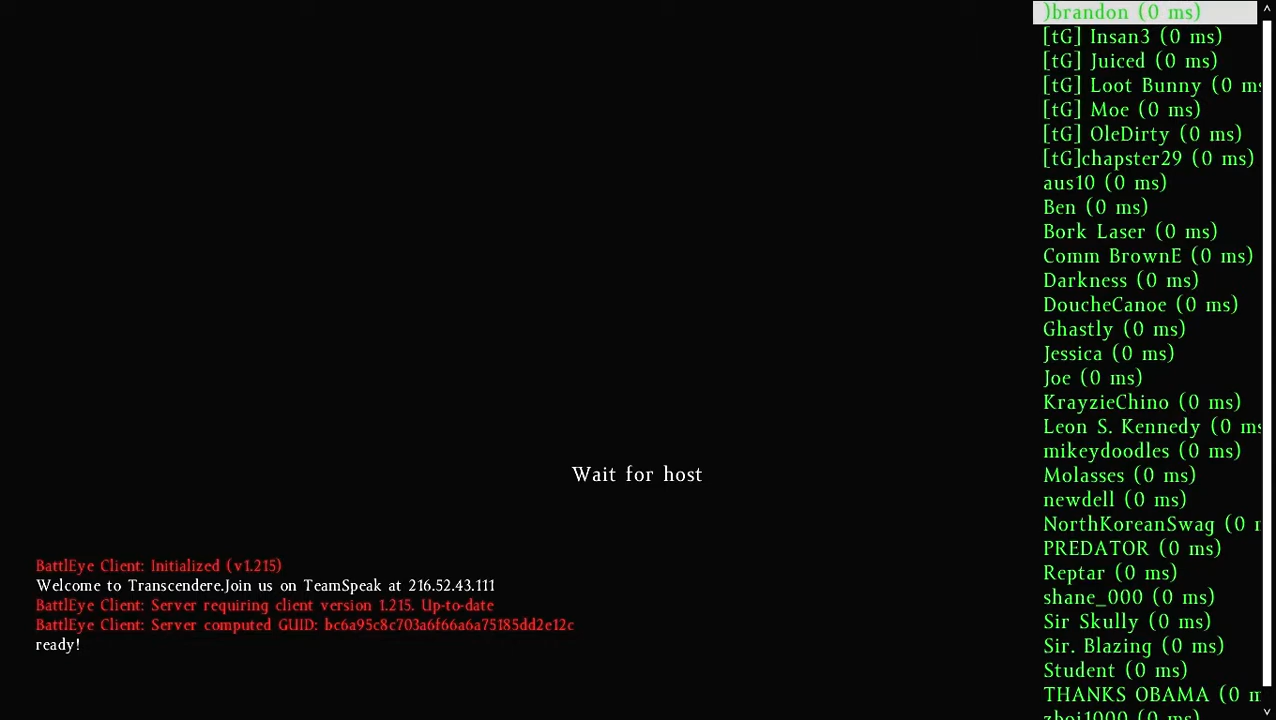 )brandon (0 ms)
[tG] Insan3 (0 ms)
[tG] Juiced (0 ms)
[tG] Loot Bunny (0 ms
[tG] Moe (0 ms)
[tG] OleDirty (0 ms)
[tG]chapster29 (0 ms)
aus10 (0 ms)
Ben (0 ms)
Bork Laser (0 ms)
Comm BrownE (0 ms)
Darkness (0 ms)
DoucheCanoe (0 ms)
Ghastly (0 ms)
Jessica (0 ms)
Joe (0 ms)
KrayzieChino (0 ms)
Leon S. Kennedy (0 ms
mikeydoodles (0 ms)
Molasses (0 ms)
newdell (0 ms)
NorthKoreanSwag (0
PREDATOR (0 ms)
Reptar (0 ms)
shane_000 (0 ms)
Sir Skully (0 ms)
Sir. Blazing (0 ms)
Student (0 ms)
THANKS OBAMA (0
zboi1000 (0 ms)
Wait for host
BattlEye Client: Initialized (v1.215)
Welcome to Transcendere.Join us on TeamSpeak at 216.52.43.111
BattlEye Client: Server requiring client version 1.215. Up-to-date
BattlEye Client: Server computed GUID: bc6a95c8c703a6f66a6a75185dd2e12c
ready!